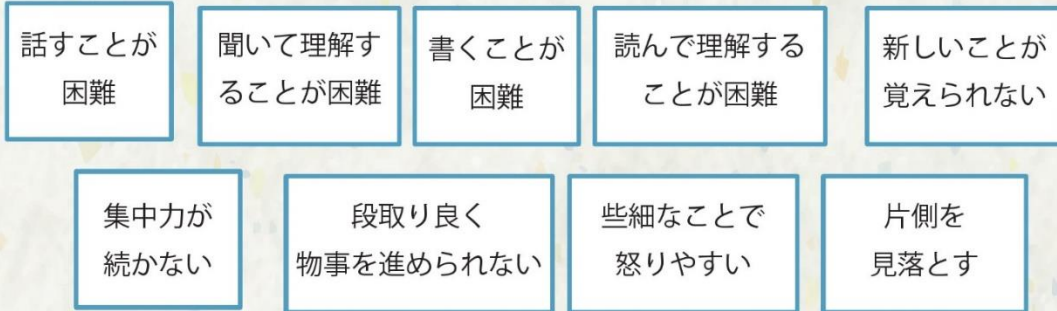 話すことが
困難
聞いて理解す
ることが困難
書くことが
困難
読んで理解する
ことが困難
新しいことが
覚えられない
集中力が
続かない
段取り良く
物事を進められない
些細なことで
怒りやすい
片側を
見落とす